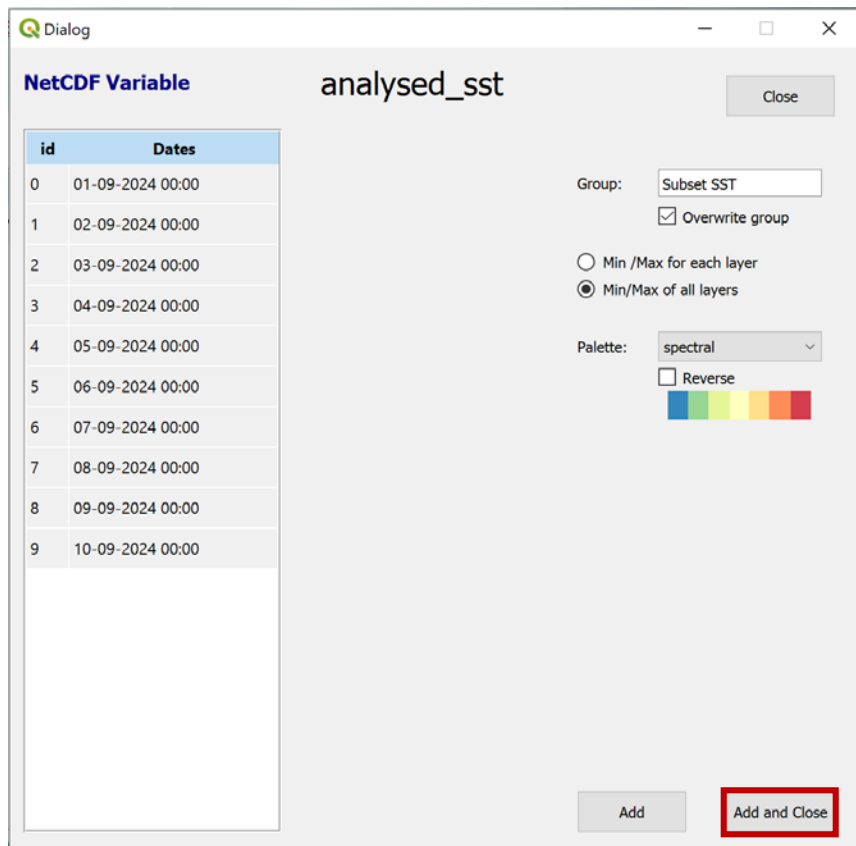 Dialog
NetCDF Variable
analysed_sst
Close
id Dates
0 01-09-2024 00:00
1 02-09-2024 00:00
2 03-09-2024 00:00
3 04-09-2024 00:00
4 05-09-2024 00:00
5 06-09-2024 00:00
6 07-09-2024 00:00
7 08-09-2024 00:00
8 09-09-2024 00:00
9 10-09-2024 00:00
Group: Subset SST
Overwrite group
Min /Max for each layer
Min/Max of all layers
Palette: spectral
Reverse
Add
Add and Close